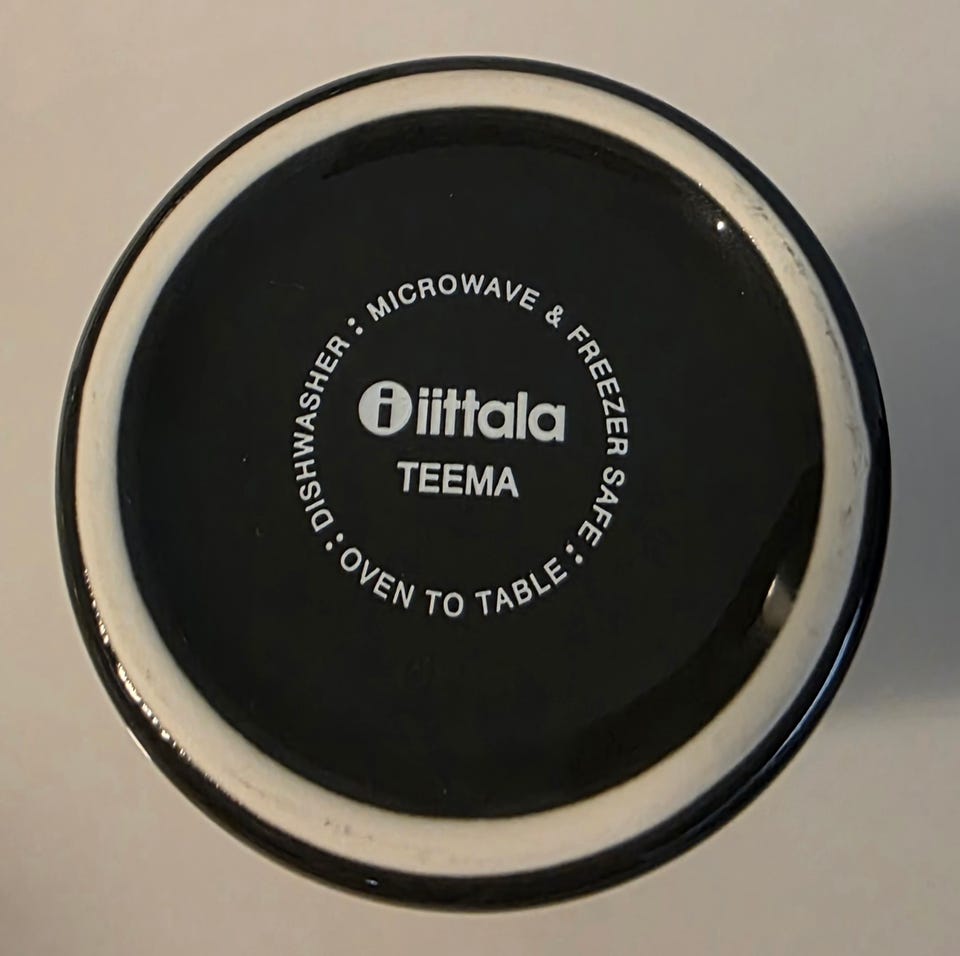 iittala
TEEMA
DISHWASHER : MICROWAVE & FREEZER SAFE : OVEN TO TABLE :